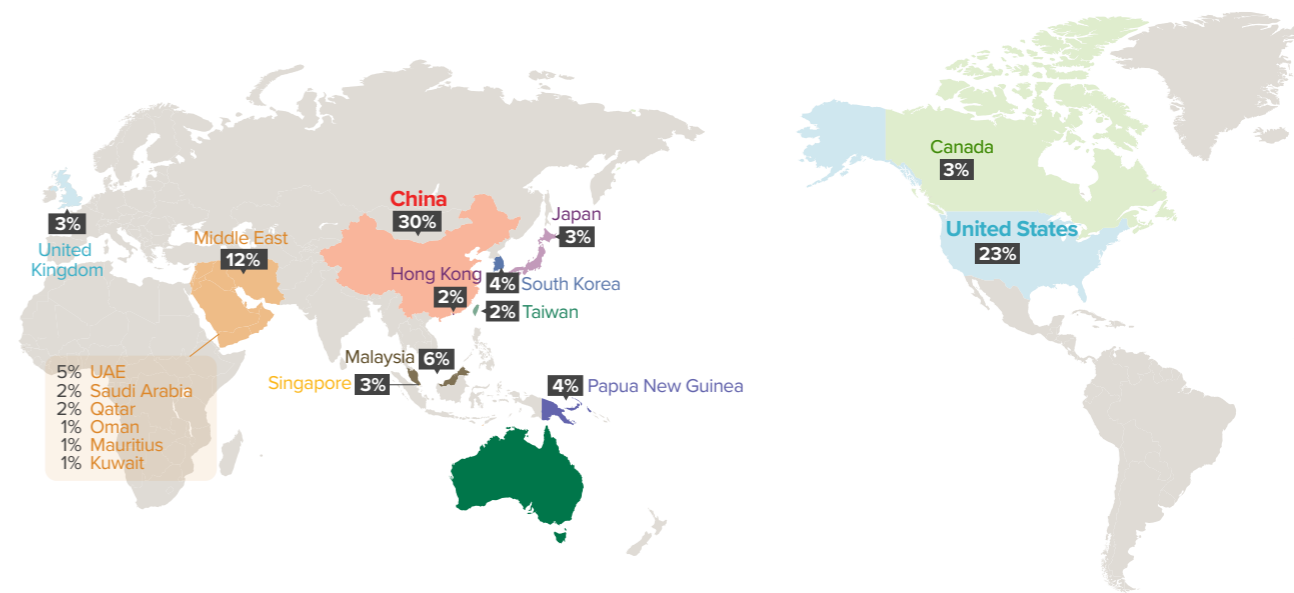 Canada
3%
China
30%
Japan
3%
3%
United
Kingdom
Middle East
12%
United States
23%
Hong Kong
2%
4% South Korea
2% Taiwan
Malaysia 6%
Singapore 3%
4% Papua New Guinea
5% UAE
2% Saudi Arabia
2% Qatar
1% Oman
1% Mauritius
1% Kuwait